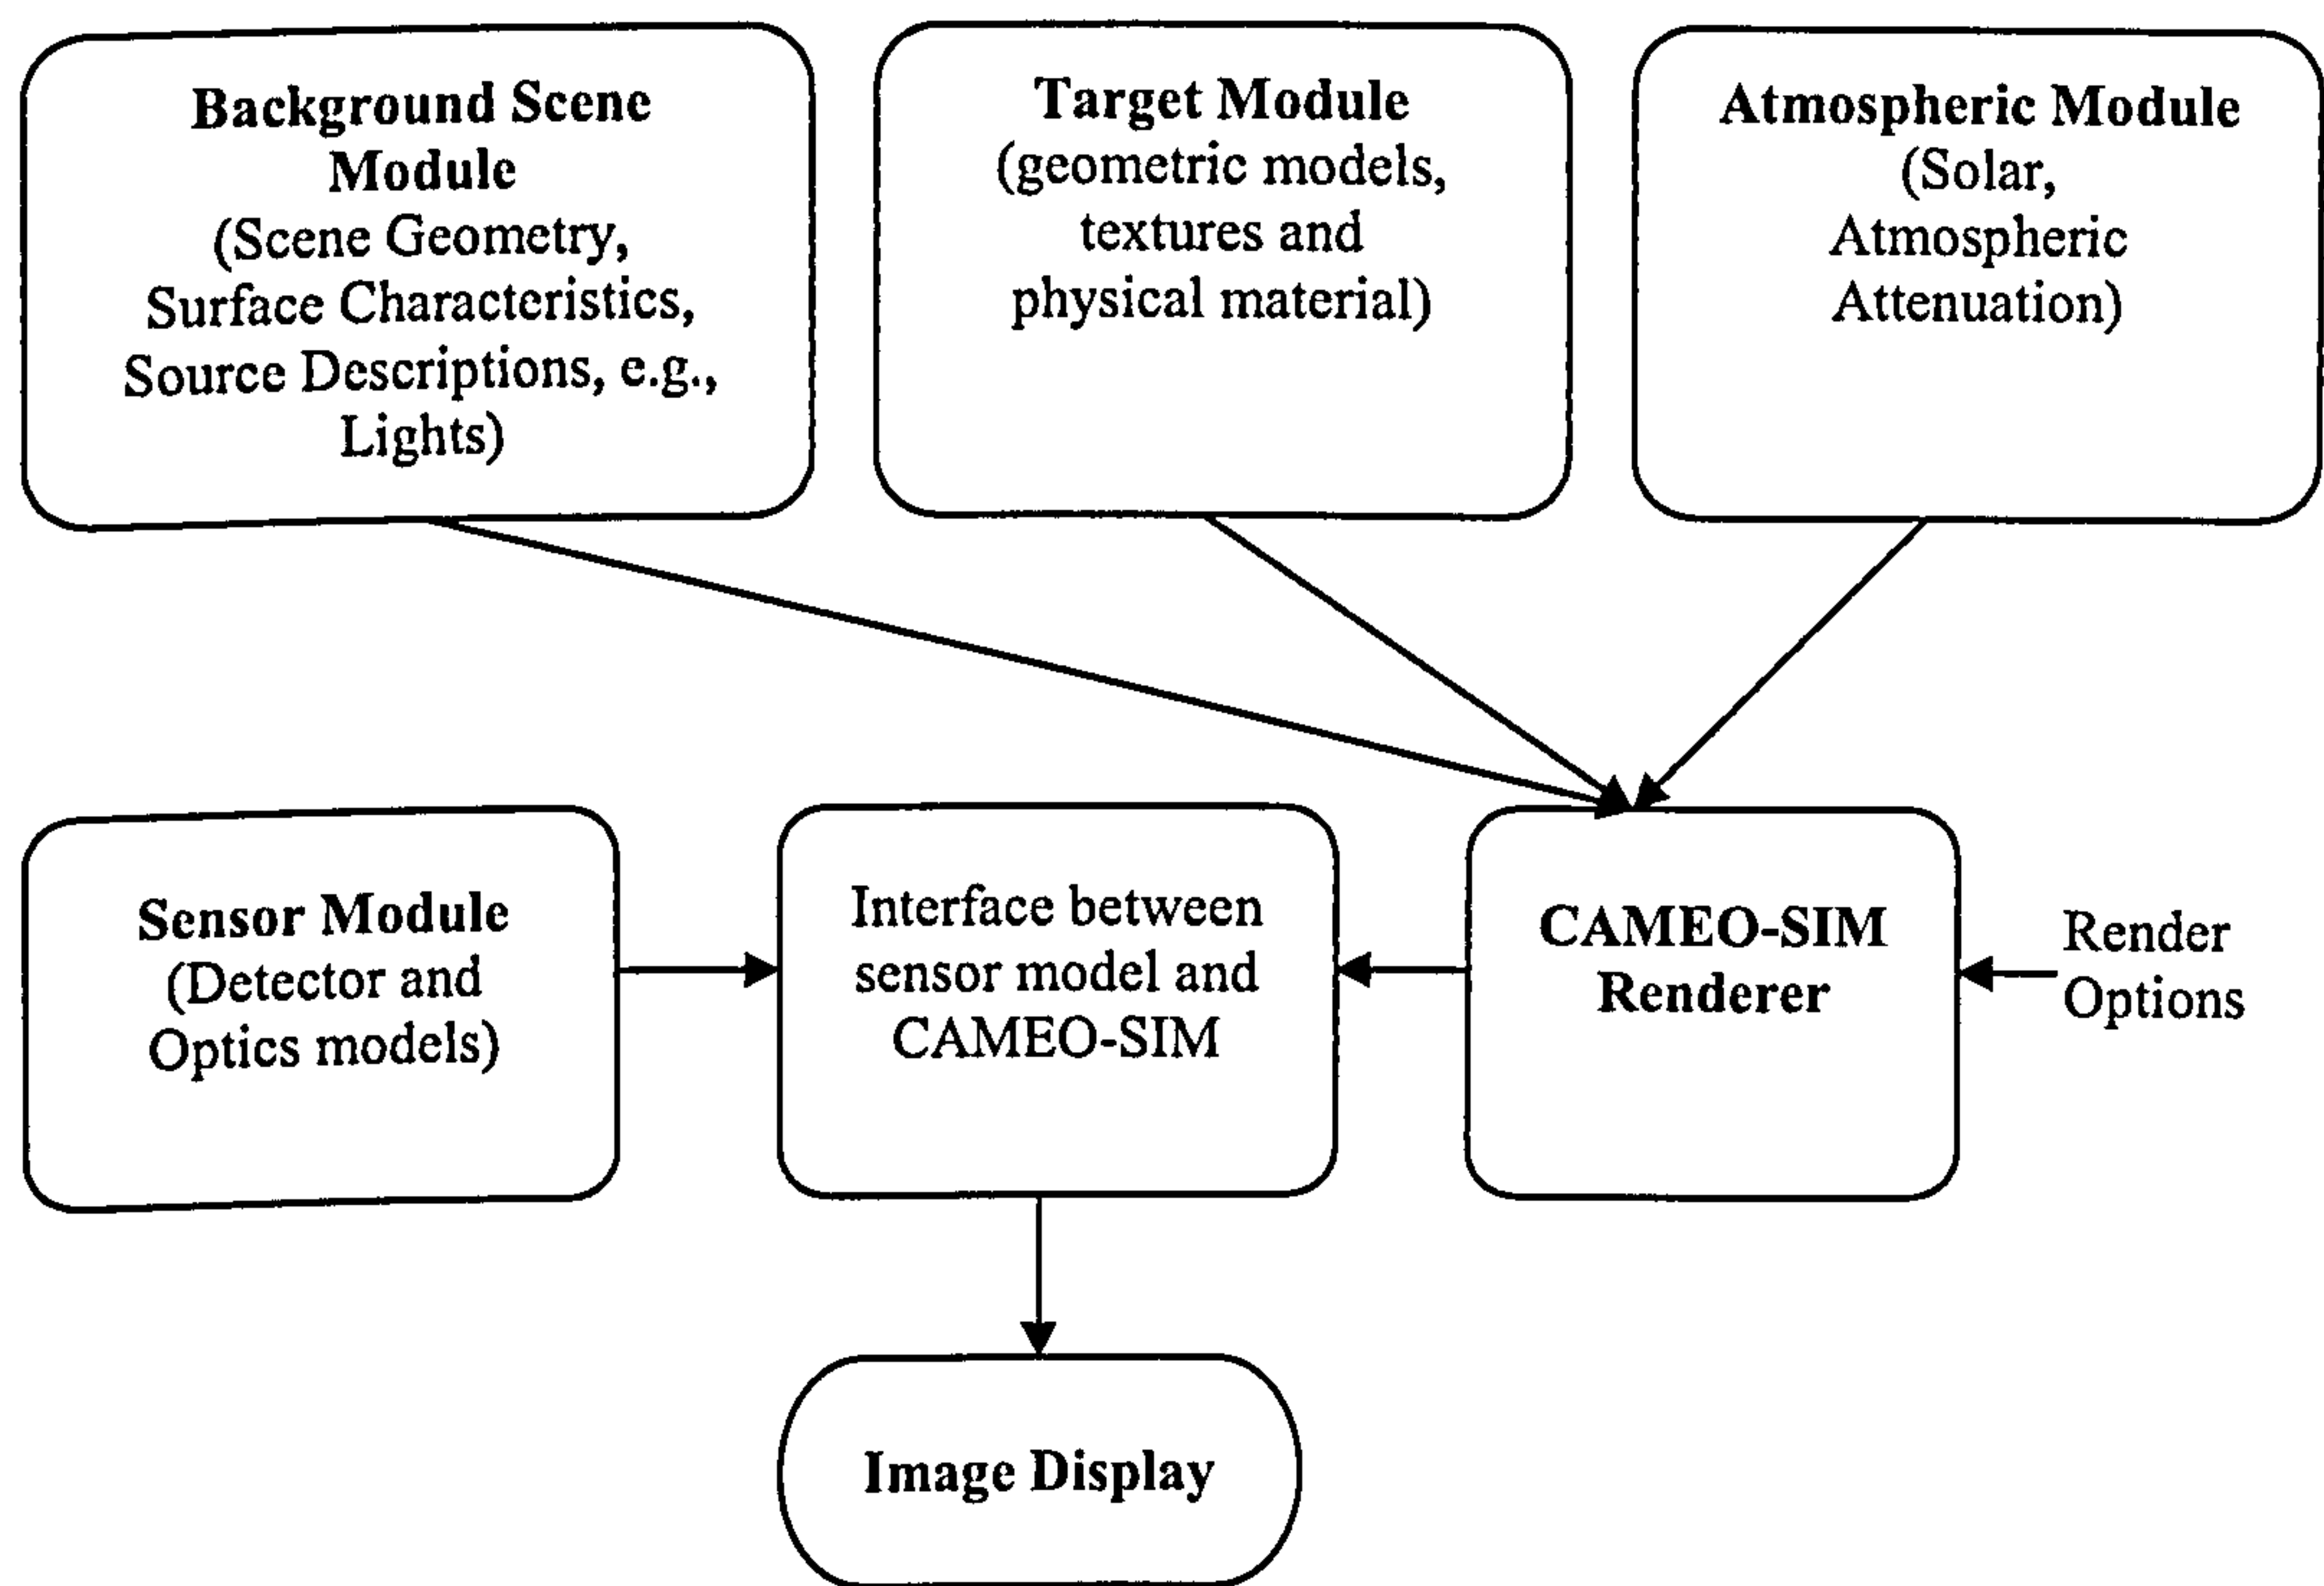 Background Scene
Module
(Scene Geometry,
Surface Characteristics,
Source Descriptions, e.g.,
Lights)
Target Module
(geometric models,
textures and
physical material)
Atmospheric Module
(Solar,
Atmospheric
Attenuation)
Sensor Module
(Detector and
Optics models)
Interface between
sensor model and
CAMEO-SIM
CAMEO-SIM
Renderer
Render
Options
Image Display